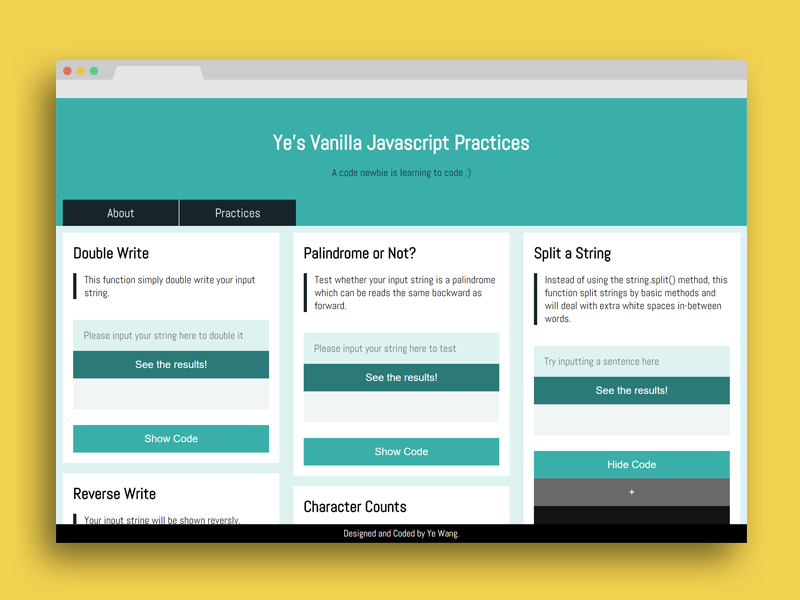 Ye's Vanilla Javascript Practices
A code newbie is learning to code :)
About
Practices
Double Write
This function simply double write your input
string.
Please input your string here to double it
See the results!
Show Code
Reverse Write
Your input string will be shown reversly.
Palindrome or Not?
Test whether your input string is a palindrome
which can be reads the same backward as
forward.
Please input your string here to test
See the results!
Show Code
Character Counts
Split a String
Instead of using the string.split() method, this
function split strings by basic methods and
will deal with extra white spaces in-between
words.
Try inputting a sentence here
See the results!
Hide Code
+
Designed and Coded by Ye Wang.